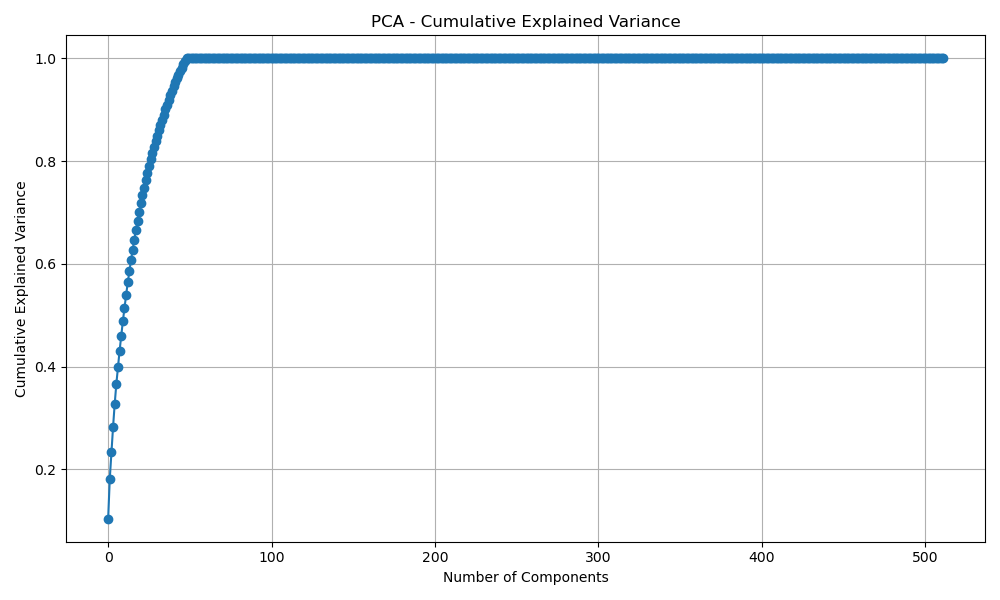 PCA - Cumulative Explained Variance
Cumulative Explained Variance
1.0
0.8
0.6
0.4
0.2
0 100 200 300 400 500
Number of Components